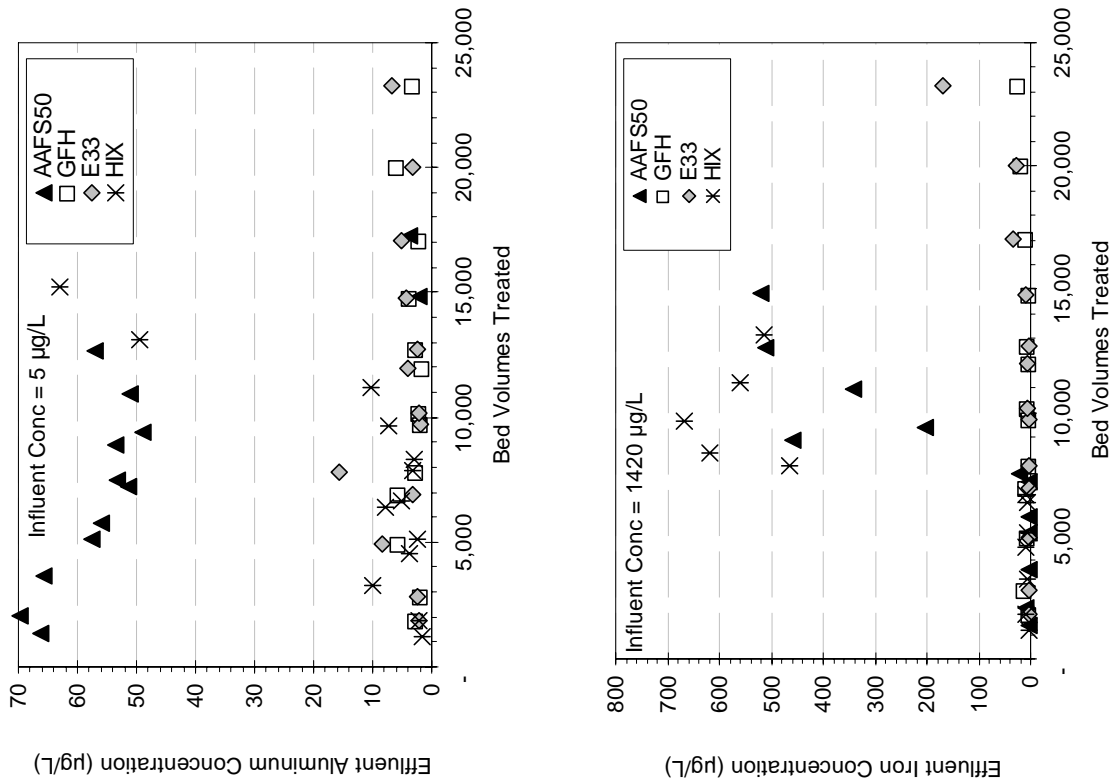 Effluent Aluminum Concentration (µg/L)
70
60
50
40
30
20
10
0
Influent Conc = 5 µg/L
AAFS50
GFH
E33
HIX
-
5,000
10,000
15,000
20,000
25,000
Bed Volumes Treated
Effluent Iron Concentration (µg/L)
800
700
600
500
400
300
200
100
0
Influent Conc = 1420 µg/L
AAFS50
GFH
E33
HIX
-
5,000
10,000
15,000
20,000
25,000
Bed Volumes Treated